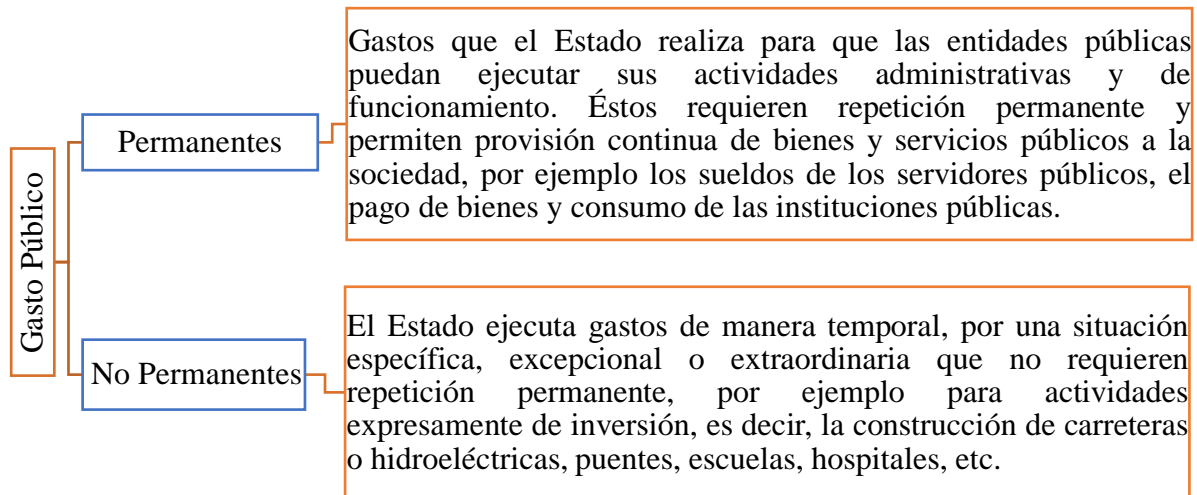 Gasto Público
Permanentes
Gastos que el Estado realiza para que las entidades públicas
puedan ejecutar sus actividades administrativas y de
funcionamiento. Éstos requieren repetición permanente y
permiten provisión continua de bienes y servicios públicos a la
sociedad, por ejemplo los sueldos de los servidores públicos, el
pago de bienes y consumo de las instituciones públicas.
No Permanentes
El Estado ejecuta gastos de manera temporal, por una situación
específica, excepcional o extraordinaria que no requieren
repetición permanente, por ejemplo para actividades
expresamente de inversión, es decir, la construcción de carreteras
o hidroeléctricas, puentes, escuelas, hospitales, etc.